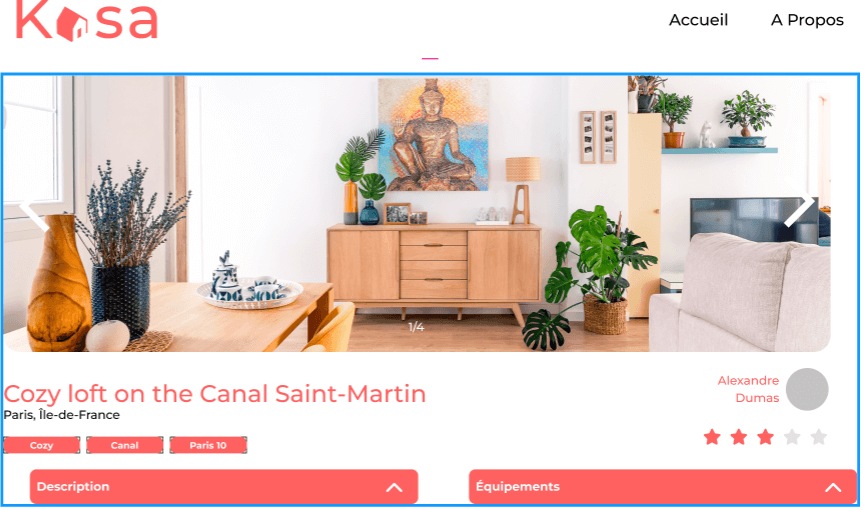 Kasa
Accueil
A Propos
1/4
Cozy loft on the Canal Saint-Martin
Paris, Île-de-France
Alexandre
Dumas
Cozy
Canal
Paris 10
Description
Équipements